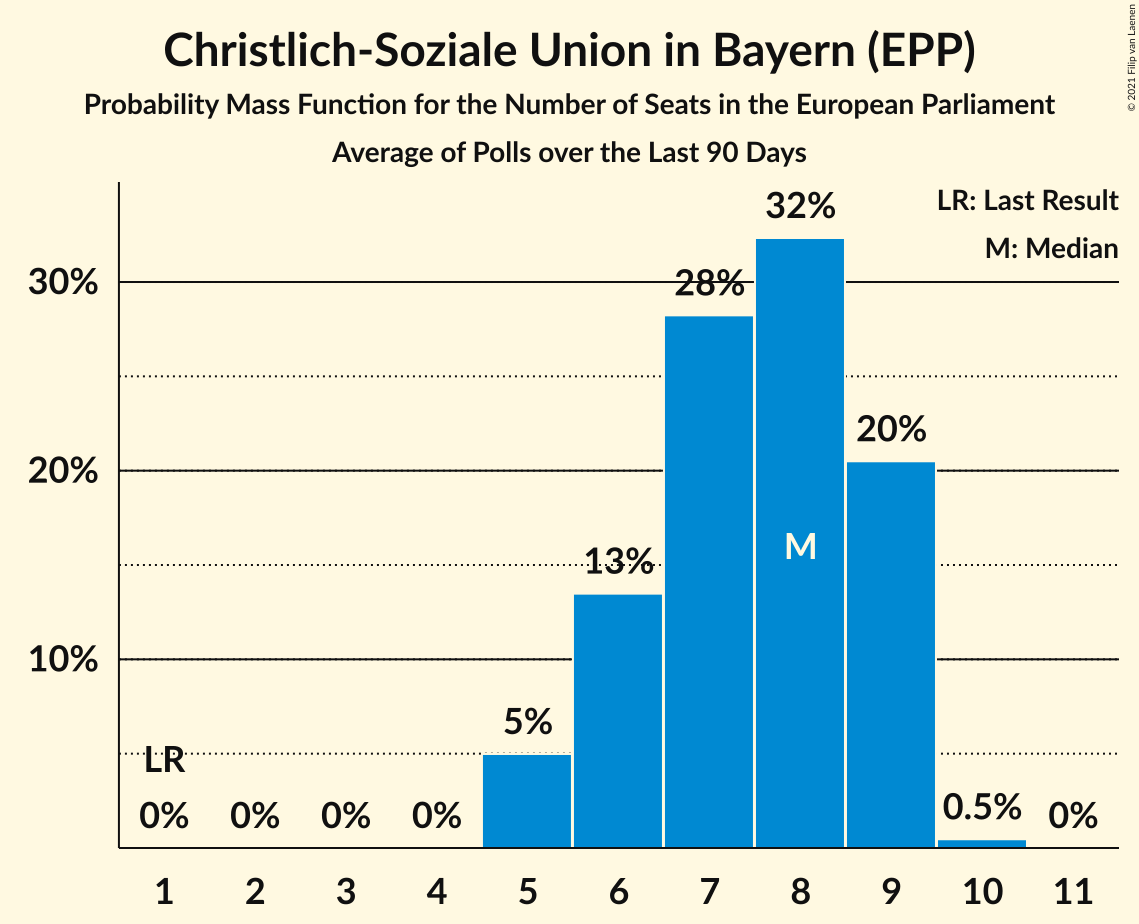 Christlich-Soziale Union in Bayern (EPP)
Probability Mass Function for the Number of Seats in the European Parliament
Average of Polls over the Last 90 Days
© 2021 Filip van Laenen
LR: Last Result
M: Median
30%
20%
10%
LR
0%
0%
0%
0%
5%
13%
28%
32%
M
20%
0.5%
0%
1 2 3 4 5 6 7 8 9 10 11